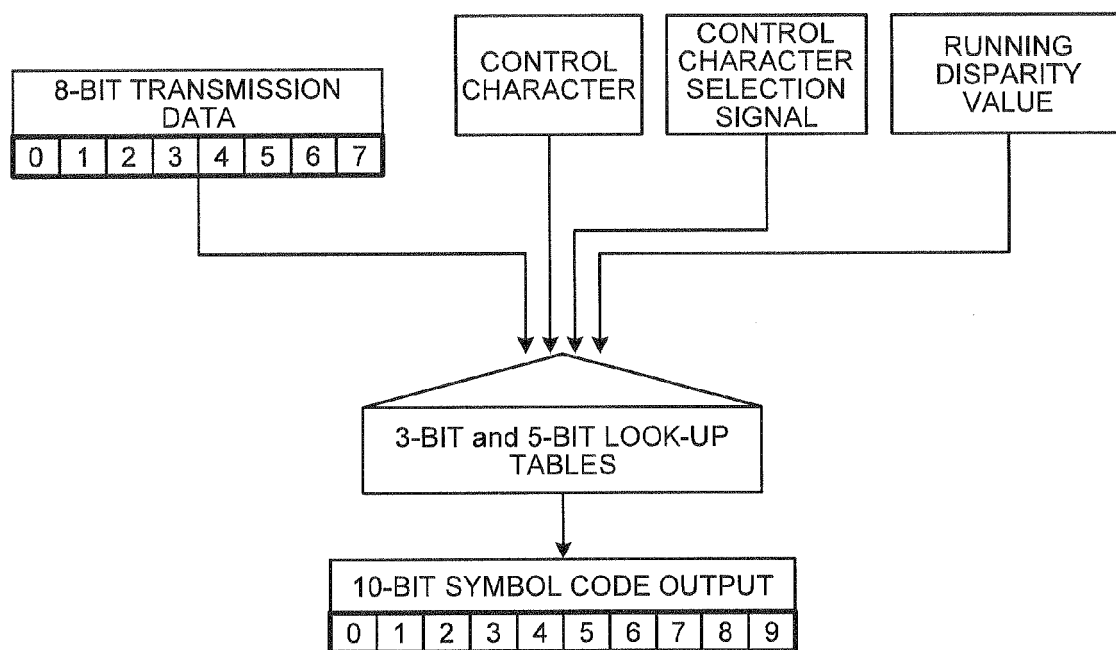 8-BIT TRANSMISSION
DATA
0 1 2 3 4 5 6 7
CONTROL
CHARACTER
CONTROL
CHARACTER
SELECTION
SIGNAL
RUNNING
DISPARITY
VALUE
3-BIT and 5-BIT LOOK-UP
TABLES
10-BIT SYMBOL CODE OUTPUT
0 1 2 3 4 5 6 7 8 9